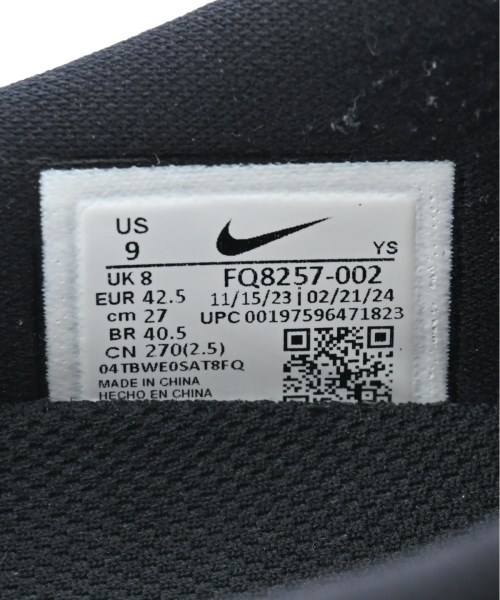 US
9
YS
UK 8 FQ8257-002
EUR 42.5 11/15/23 | 02/21/24
cm 27 UPC 00197596471823
BR 40.5
CN 270(2.5)
04TBWE0SAT8FQ
MADE IN CHINA
HECHO EN CHINA